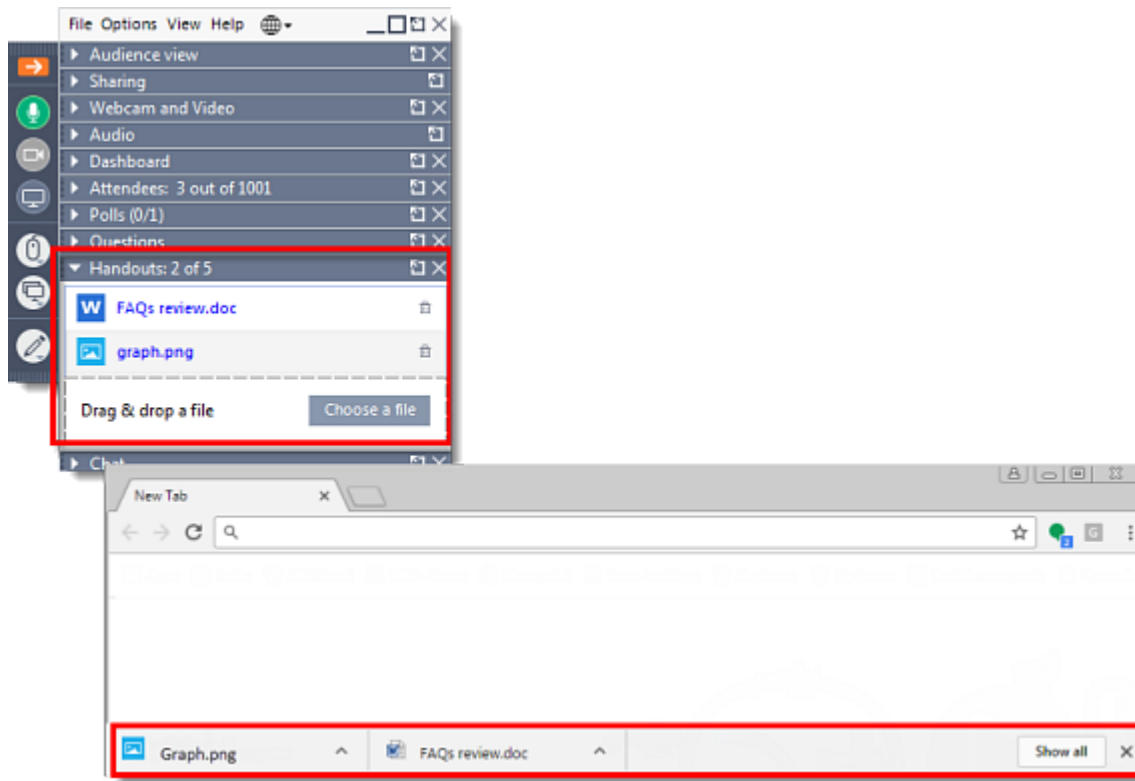 File Options View Help
Audience view
Sharing
Webcam and Video
Audio
Dashboard
Attendees: 3 out of 1001
Polls (0/1)
Questions
Handouts: 2 of 5
W FAQs review.doc
graph.png
Drag & drop a file Choose a file
Chat
New Tab
G
Graph.png FAQs review.doc Show all